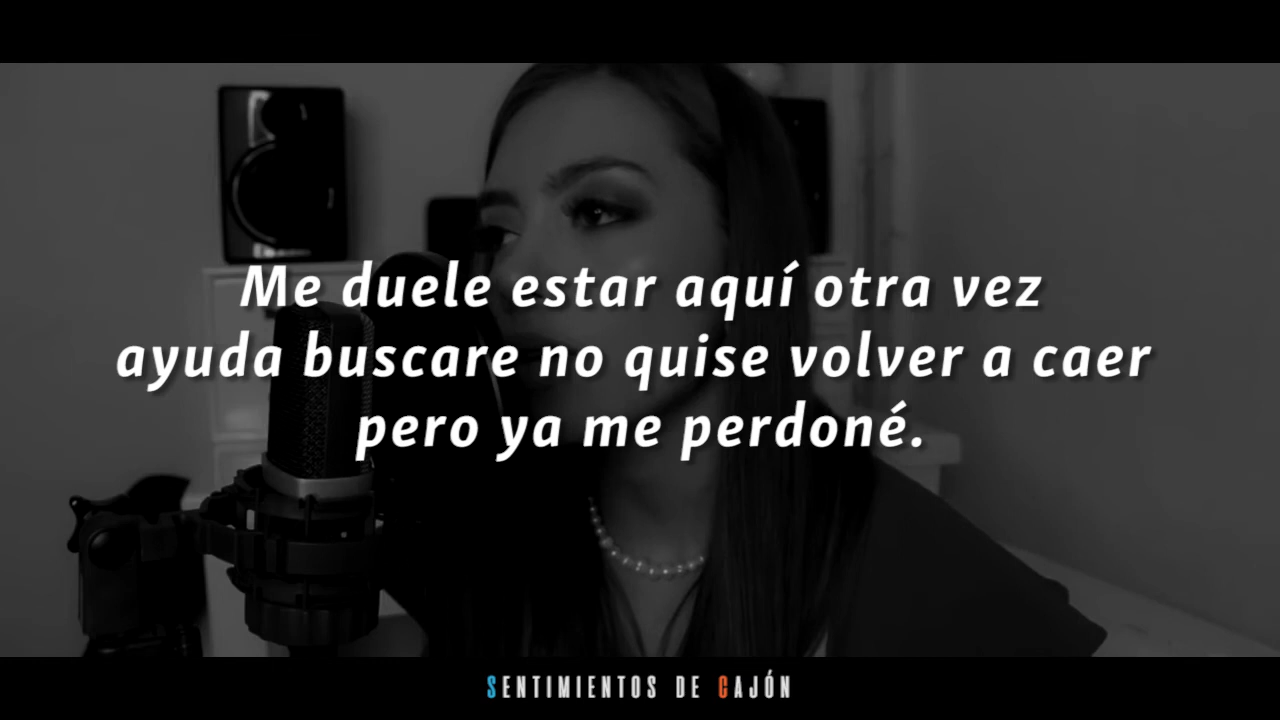 Me duele estar aquí otra vez
ayuda buscare no quise volver a caer
pero ya me perdoné.
SENTIMIENTOS DE CAJÓN